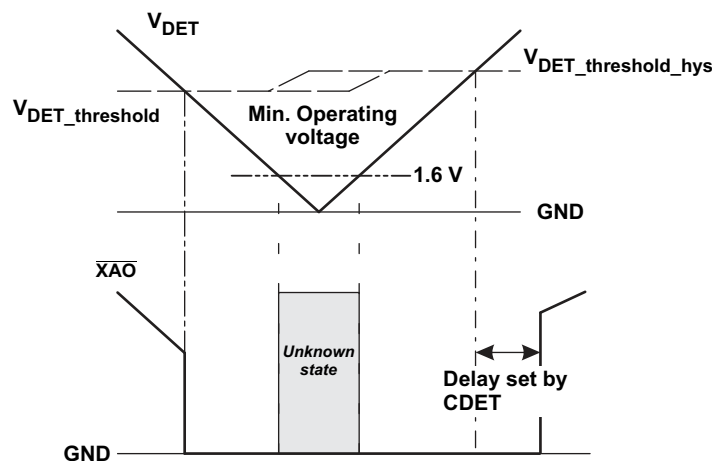 VDET
VDET_threshold_hys
VDET_threshold
Min. Operating
voltage
1.6 V
GND
XAO
Unknown
state
Delay set by
CDET
GND